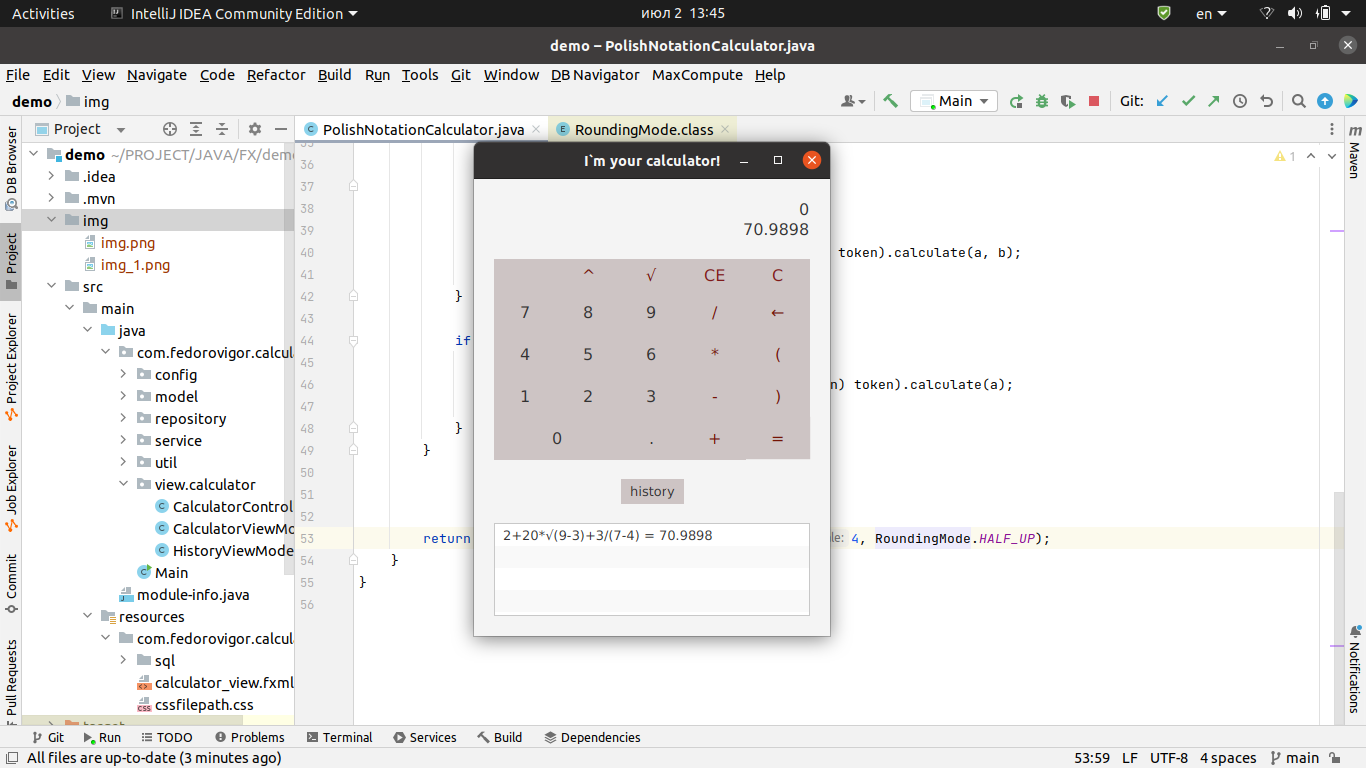 Activities IntelliJ IDEA Community Edition июл 2 13:45 en
demo – PolishNotationCalculator.java
File Edit View Navigate Code Refactor Build Run Tools Git Window DB Navigator MaxCompute Help
demo img Main Git:
Project PolishNotationCalculator.java RoundingMode.class
DB Browser
Project
Project Explorer
Job Explorer
Commit
Pull Requests
demo ~/PROJECT/JAVA/FX/demo
.idea
.mvn
img
img.png
img_1.png
src
main
java
com.fedorovigor.calcul
config
model
repository
service
util
view.calculator
CalculatorControl
CalculatorViewMo
HistoryViewMode
Main
module-info.java
resources
com.fedorovigor.calcul
sql
calculator_view.fxml
cssfilepath.css
35
36
37
38
39
40 token).calculate(a, b);
41
42 }
43
44 if
45
46 n) token).calculate(a);
47
48 }
49 }
50
51
52
53 return le: 4, RoundingMode.HALF_UP);
54 }
55 }
56
1
I`m your calculator!
0
70.9898
^ √ CE C
7 8 9 / ←
4 5 6 * (
1 2 3 - )
0 . + =
history
2+20*√(9-3)+3/(7-4) = 70.9898
m
Maven
Notifications
Git Run TODO Problems Terminal Services Build Dependencies
All files are up-to-date (3 minutes ago) 53:59 LF UTF-8 4 spaces main